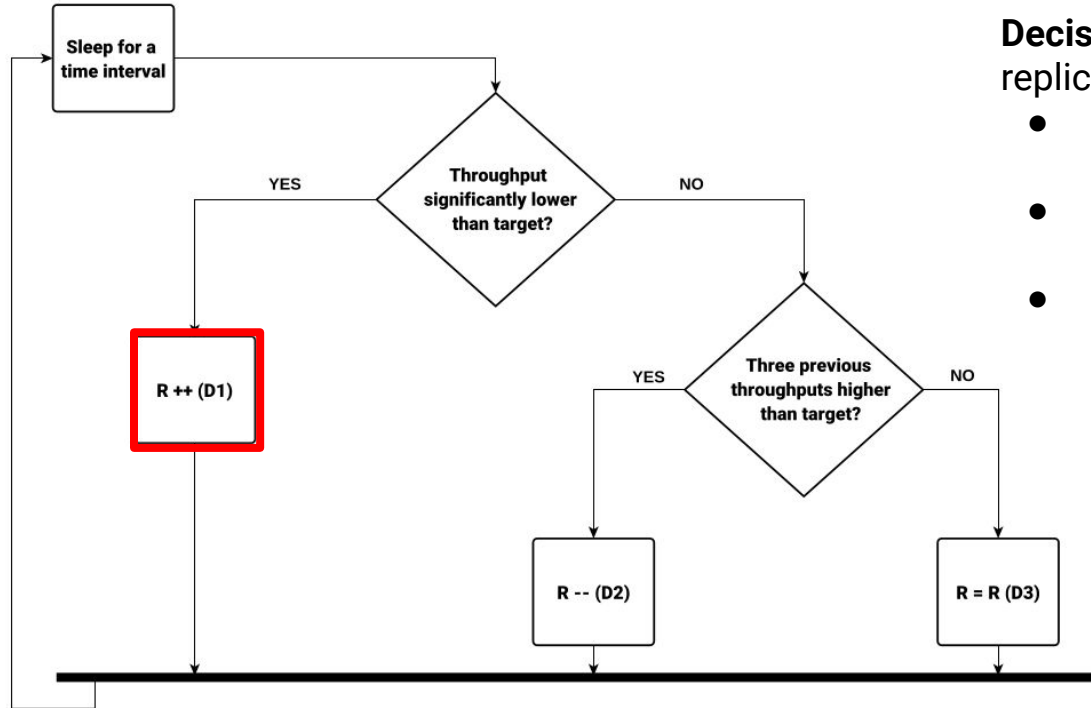 Sleep for a
time interval
Decis
replic
Throughput
significantly lower
than target?
YES
NO
R ++ (D1)
Three previous
throughputs higher
than target?
YES
NO
R -- (D2)
R = R (D3)